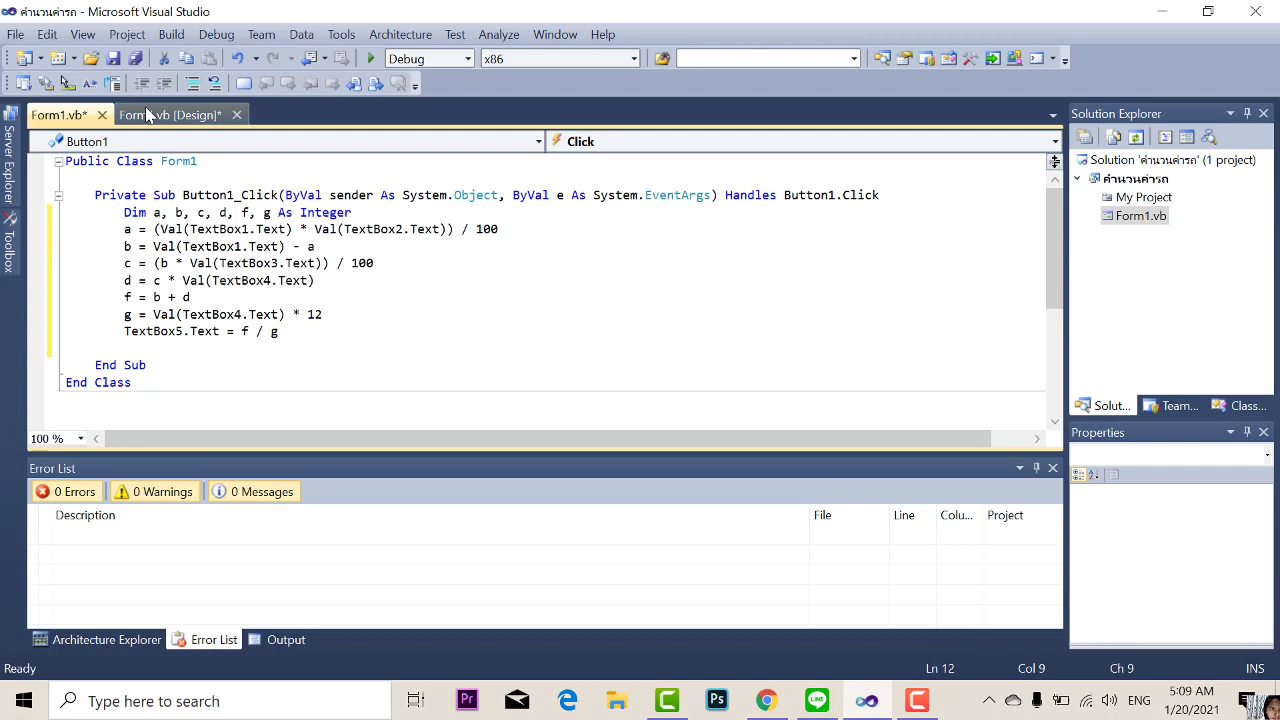 คำนวนค่ารถ - Microsoft Visual Studio
File Edit View Project Build Debug Team Data Tools Architecture Test Analyze Window Help
Debug x86
Form1.vb* Form1.vb [Design]*
Button1 Click
Public Class Form1
Private Sub Button1_Click(ByVal sender As System.Object, ByVal e As System.EventArgs) Handles Button1.Click
Dim a, b, c, d, f, g As Integer
a = (Val(TextBox1.Text) * Val(TextBox2.Text)) / 100
b = Val(TextBox1.Text) - a
c = (b * Val(TextBox3.Text)) / 100
d = c * Val(TextBox4.Text)
f = b + d
g = Val(TextBox4.Text) * 12
TextBox5.Text = f / g
End Sub
End Class
100 %
Server Explorer
Toolbox
Solution Explorer
Solution 'คำนวนค่ารถ' (1 project)
คำนวนค่ารถ
My Project
Form1.vb
Solut... Team... Class...
Properties
Error List
0 Errors 0 Warnings 0 Messages
Description File Line Colu... Project
Architecture Explorer Error List Output
Ready Ln 12 Col 9 Ch 9 INS
Type here to search
Pr Ps LINE ENG
5:09 AM
1/20/2021